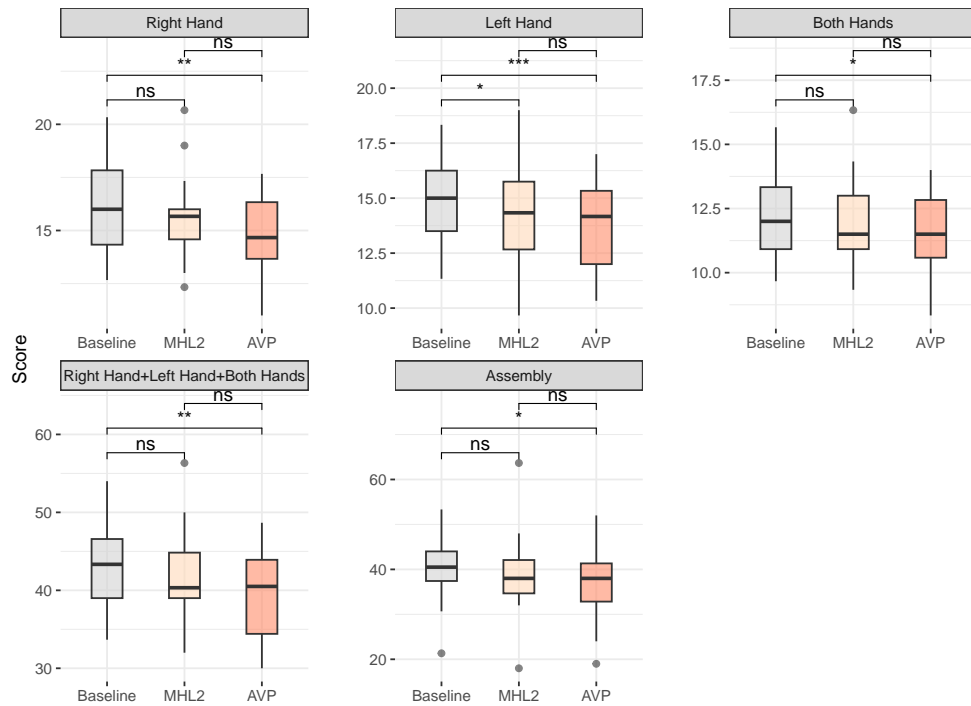 Right Hand
Left Hand
Both Hands
ns
ns
ns
**
***
*
ns
*
ns
20
15
20.0
17.5
15.0
12.5
10.0
17.5
15.0
12.5
10.0
Baseline MHL2 AVP
Baseline MHL2 AVP
Baseline MHL2 AVP
Score
Right Hand+Left Hand+Both Hands
Assembly
ns
ns
**
*
ns
ns
60
50
40
30
60
40
20
Baseline MHL2 AVP
Baseline MHL2 AVP